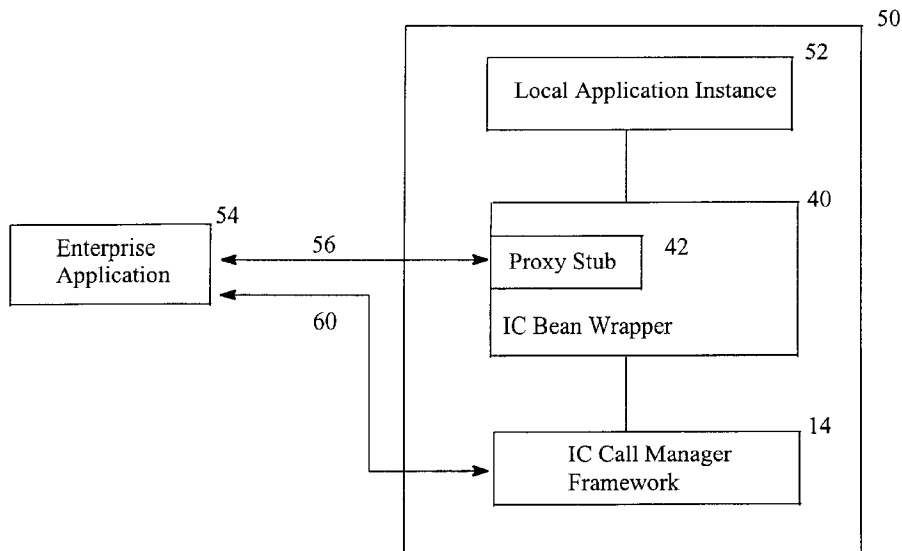 50
52
Local Application Instance
54
40
Enterprise
Application
56
Proxy Stub
42
60
IC Bean Wrapper
14
IC Call Manager
Framework